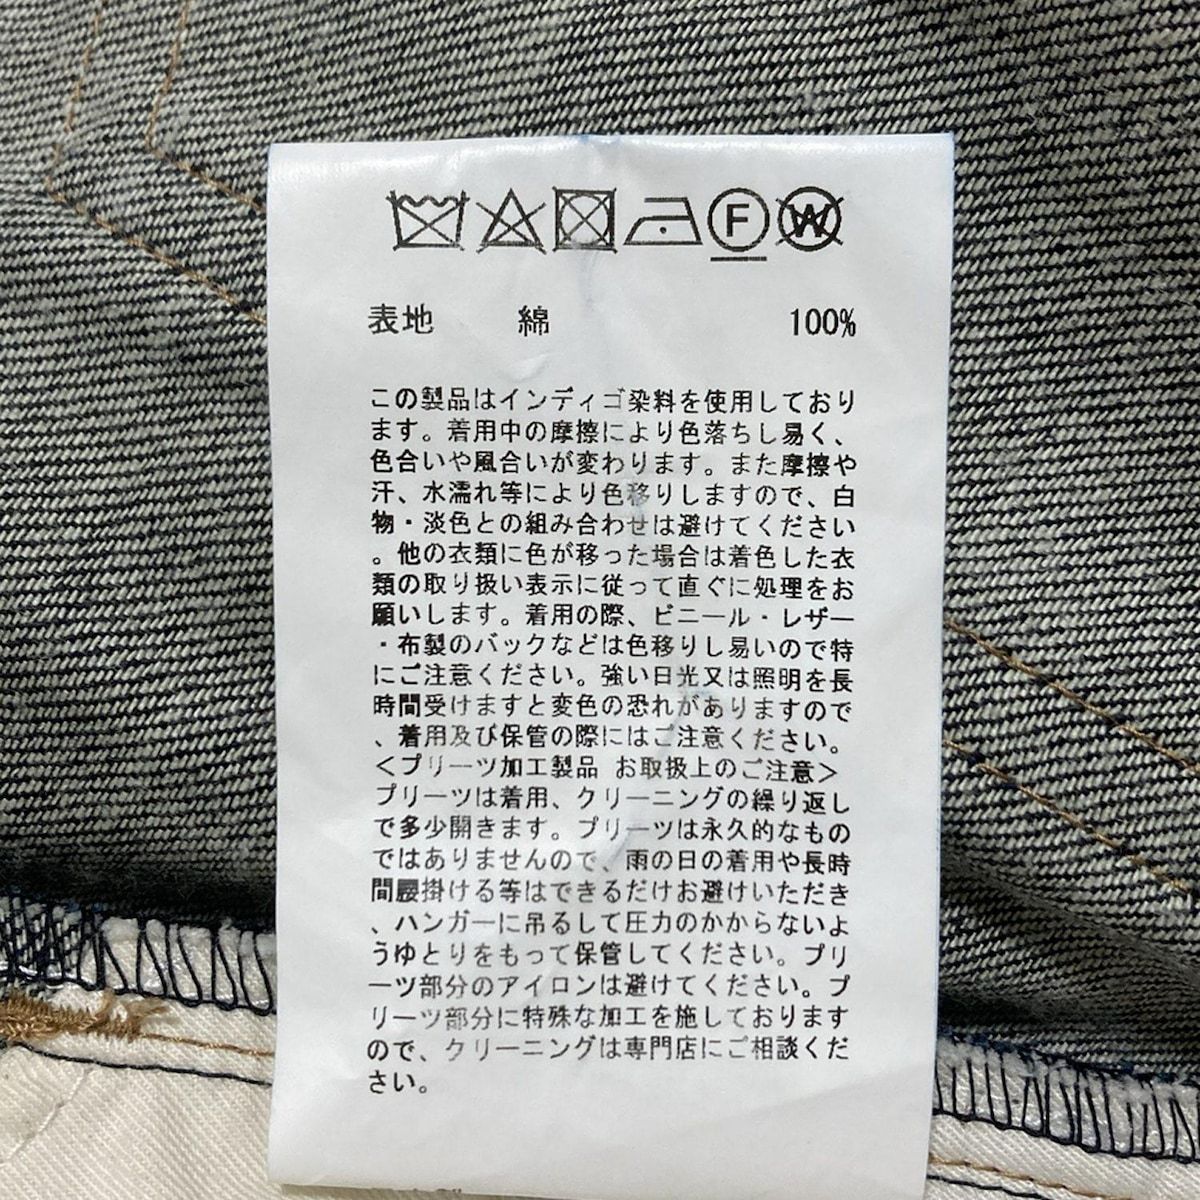 F W
表地 綿 100%
この製品はインディゴ染料を使用しており
ます。着用中の摩擦により色落ちし易く、
色合いや風合いが変わります。また摩擦や
汗、水濡れ等により色移りしますので、白
物・淡色との組み合わせは避けてください
。他の衣類に色が移った場合は着色した衣
類の取り扱い表示に従って直ぐに処理をお
願いします。着用の際、ビニール・レザー
・布製のバックなどは色移りし易いので特
にご注意ください。強い日光又は照明を長
時間受けますと変色の恐れがありますので
、着用及び保管の際にはご注意ください。
＜プリーツ加工製品 お取扱上のご注意＞
プリーツは着用、クリーニングの繰り返し
で多少開きます。プリーツは永久的なもの
ではありませんので、雨の日の着用や長時
間腰掛ける等はできるだけお避けいただき
、ハンガーに吊るして圧力のかからないよ
うゆとりをもって保管してください。プリ
ーツ部分のアイロンは避けてください。プ
リーツ部分に特殊な加工を施しております
ので、クリーニングは専門店にご相談くだ
さい。